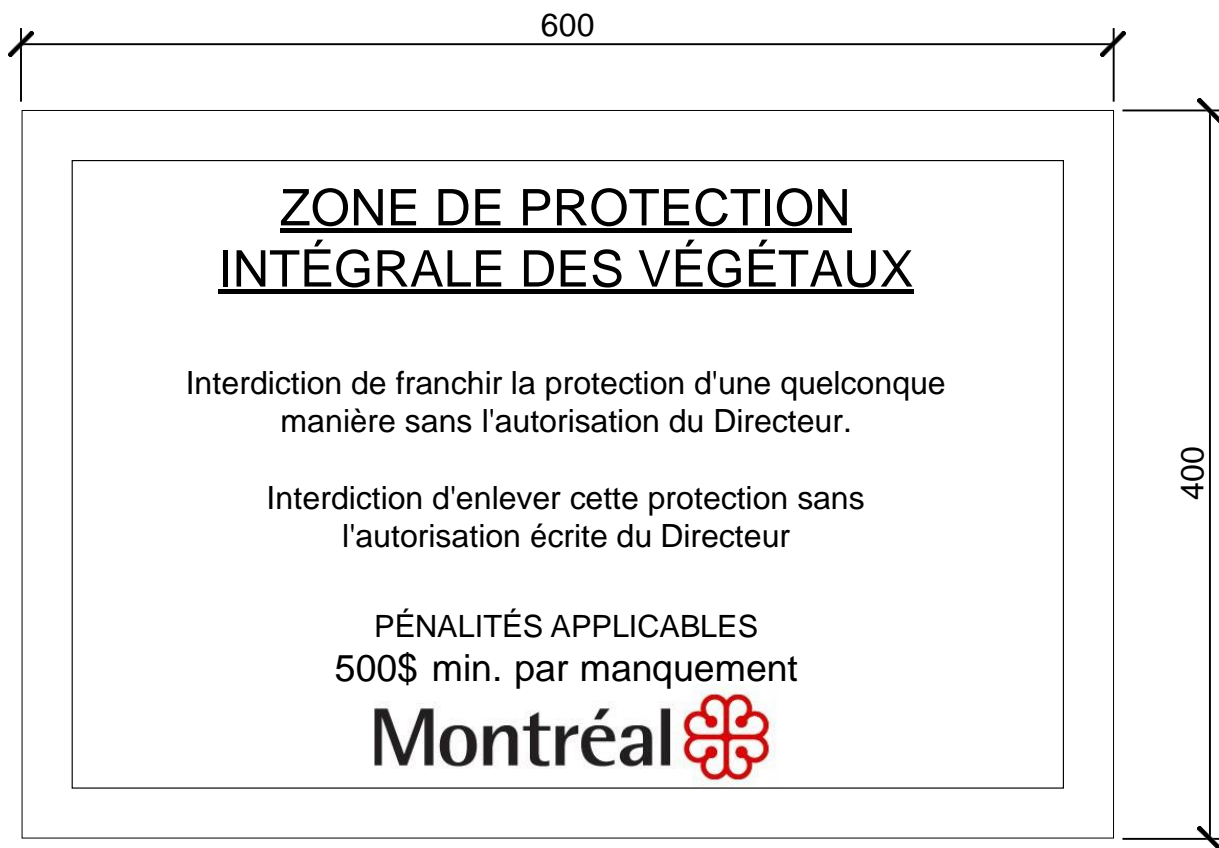 600
ZONE DE PROTECTION
INTÉGRALE DES VÉGÉTAUX
Interdiction de franchir la protection d'une quelconque
manière sans l'autorisation du Directeur.
400
Interdiction d'enlever cette protection sans
l'autorisation écrite du Directeur
PÉNALITÉS APPLICABLES
500$ min. par manquement
Montréal